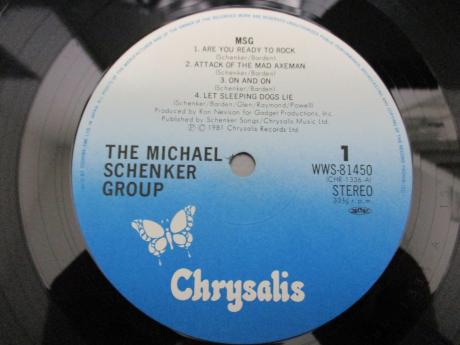 MSG
1. ARE YOU READY TO ROCK
(Schenker/Barden)
2. ATTACK OF THE MAD AXEMAN
(Schenker/Barden)
3. ON AND ON
(Schenker/Barden)
4. LET SLEEPING DOGS LIE
(Schenker/Barden/Glen/Raymond/Powell)
Produced by Ron Nevison for Gadget Productions, Inc.
Published by Schenker Songs/Chrysalis Music Ltd.
℗ © 1981 Chrysalis Records Ltd
THE MICHAEL
SCHENKER
GROUP
1
WWS-81450
(CHR-1336-A)
STEREO
33⅓ r.p.m.
Chrysalis